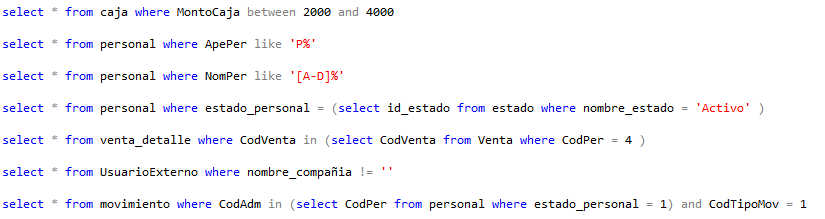 select * from caja where MontoCaja between 2000 and 4000
select * from personal where ApePer like 'P%'
select * from personal where NomPer like '[A-D]%'
select * from personal where estado_personal = (select id_estado from estado where nombre_estado = 'Activo' )
select * from venta_detalle where CodVenta in (select CodVenta from Venta where CodPer = 4 )
select * from UsuarioExterno where nombre_compañia != ''
select * from movimiento where CodAdm in (select CodPer from personal where estado_personal = 1) and CodTipoMov = 1